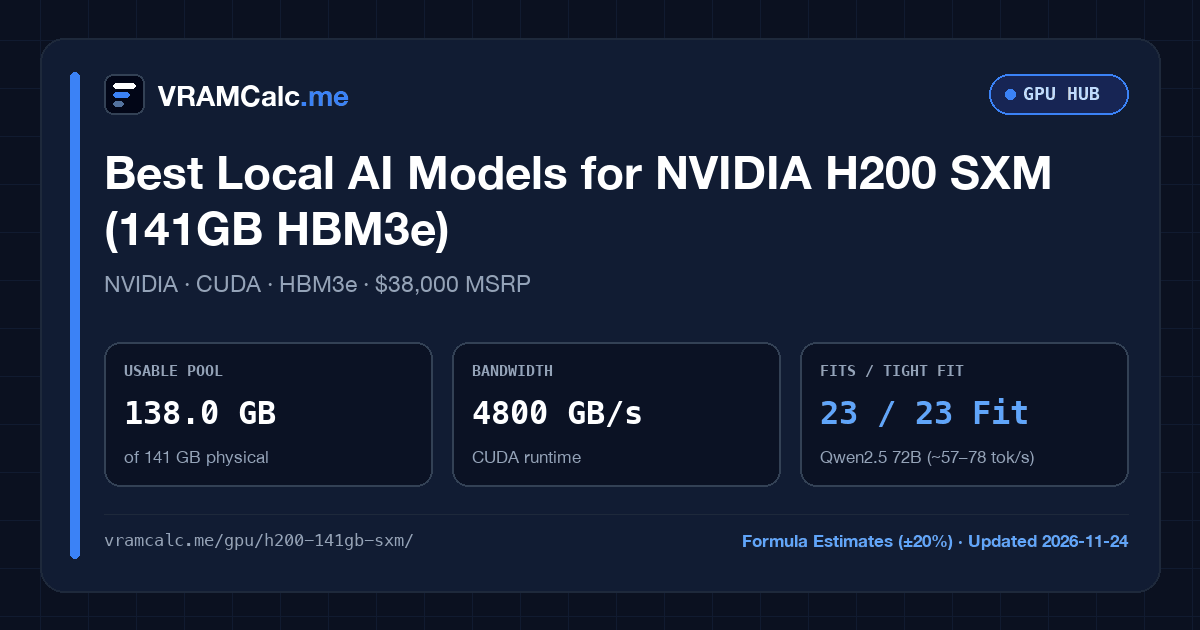 VRAMCalc.me
GPU HUB
Best Local AI Models for NVIDIA H200 SXM
(141GB HBM3e)
NVIDIA · CUDA · HBM3e · $38,000 MSRP
USABLE POOL
138.0 GB
of 141 GB physical
BANDWIDTH
4800 GB/s
CUDA runtime
FITS / TIGHT FIT
23 / 23 Fit
Qwen2.5 72B (~57–78 tok/s)
vramcalc.me/gpu/h200-141gb-sxm/
Formula Estimates (±20%) · Updated 2026-11-24